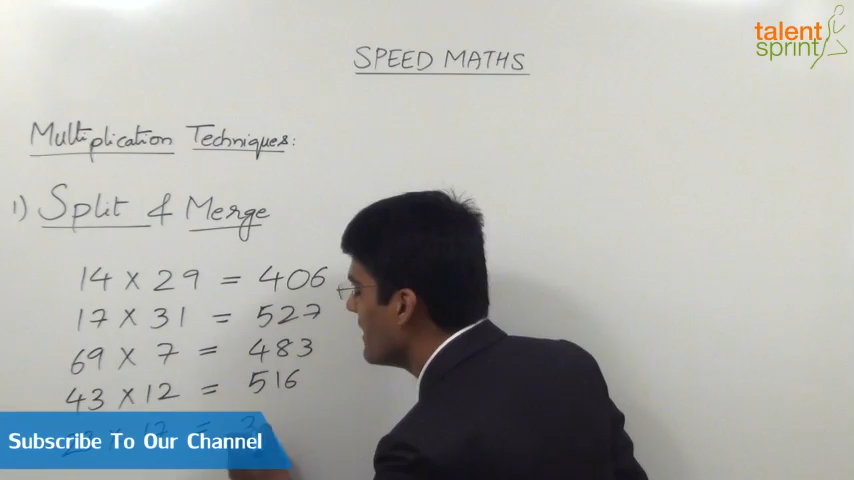 talent
sprint
SPEED MATHS
Multiplication Techniques:
1) Split & Merge
14 x 29 = 406
17 x 31 = 527
69 x 7 = 483
43 x 12 = 516
Subscribe To Our Channel